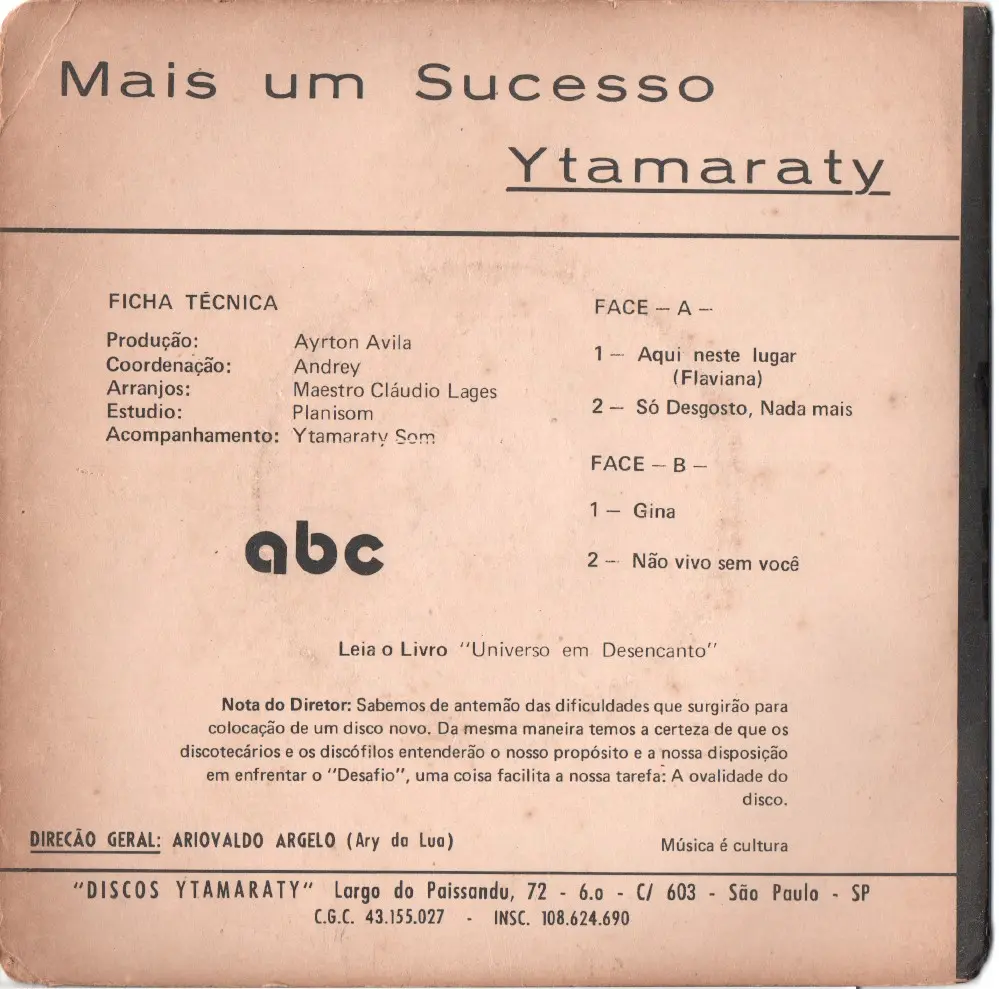 Mais um Sucesso
Ytamaraty
FICHA TÉCNICA
Produção: Ayrton Avila
Coordenação: Andrey
Arranjos: Maestro Cláudio Lages
Estudio: Planisom
Acompanhamento: Ytamaraty Som
abc
FACE – A –
1 – Aqui neste lugar
(Flaviana)
2 – Só Desgosto, Nada mais
FACE – B –
1 – Gina
2 – Não vivo sem você
Leia o Livro "Universo em Desencanto"
Nota do Diretor: Sabemos de antemão das dificuldades que surgirão para
colocação de um disco novo. Da mesma maneira temos a certeza de que os
discotecários e os discófilos entenderão o nosso propósito e a nossa disposição
em enfrentar o "Desafio", uma coisa facilita a nossa tarefa: A ovalidade do
disco.
DIREÇÃO GERAL: ARIOVALDO ARGELO (Ary da Lua)
Música é cultura
"DISCOS YTAMARATY" Largo do Paissandu, 72 - 6.o - C/ 603 - São Paulo - SP
C.G.C. 43.155.027 - INSC. 108.624.690